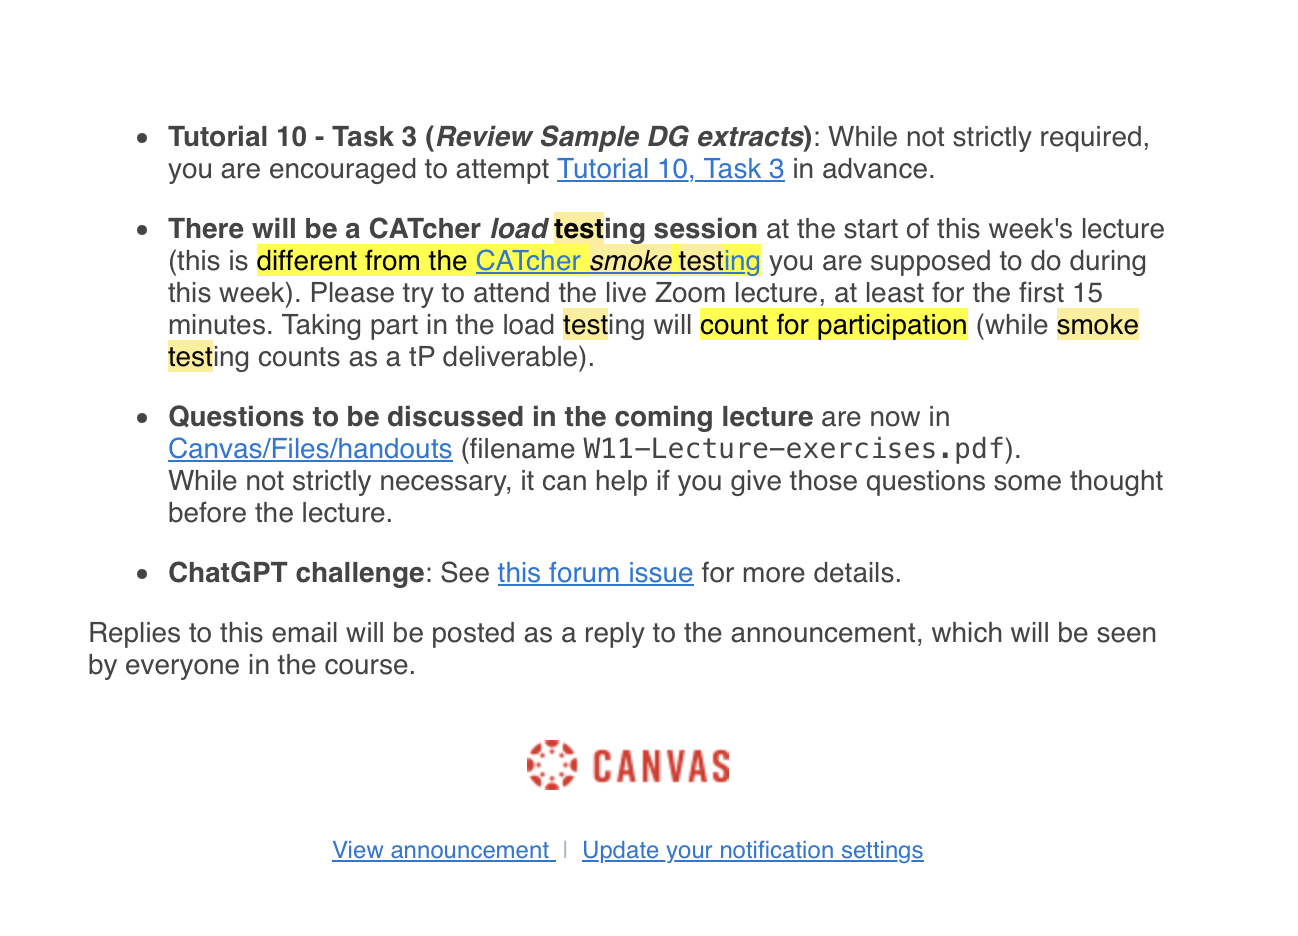 Tutorial 10 - Task 3 (Review Sample DG extracts): While not strictly required,
you are encouraged to attempt Tutorial 10, Task 3 in advance.
There will be a CATcher load testing session at the start of this week's lecture
(this is different from the CATcher smoke testing you are supposed to do during
this week). Please try to attend the live Zoom lecture, at least for the first 15
minutes. Taking part in the load testing will count for participation (while smoke
testing counts as a tP deliverable).
Questions to be discussed in the coming lecture are now in
Canvas/Files/handouts (filename W11-Lecture-exercises.pdf).
While not strictly necessary, it can help if you give those questions some thought
before the lecture.
ChatGPT challenge: See this forum issue for more details.
Replies to this email will be posted as a reply to the announcement, which will be seen
by everyone in the course.
CANVAS
View announcement | Update your notification settings